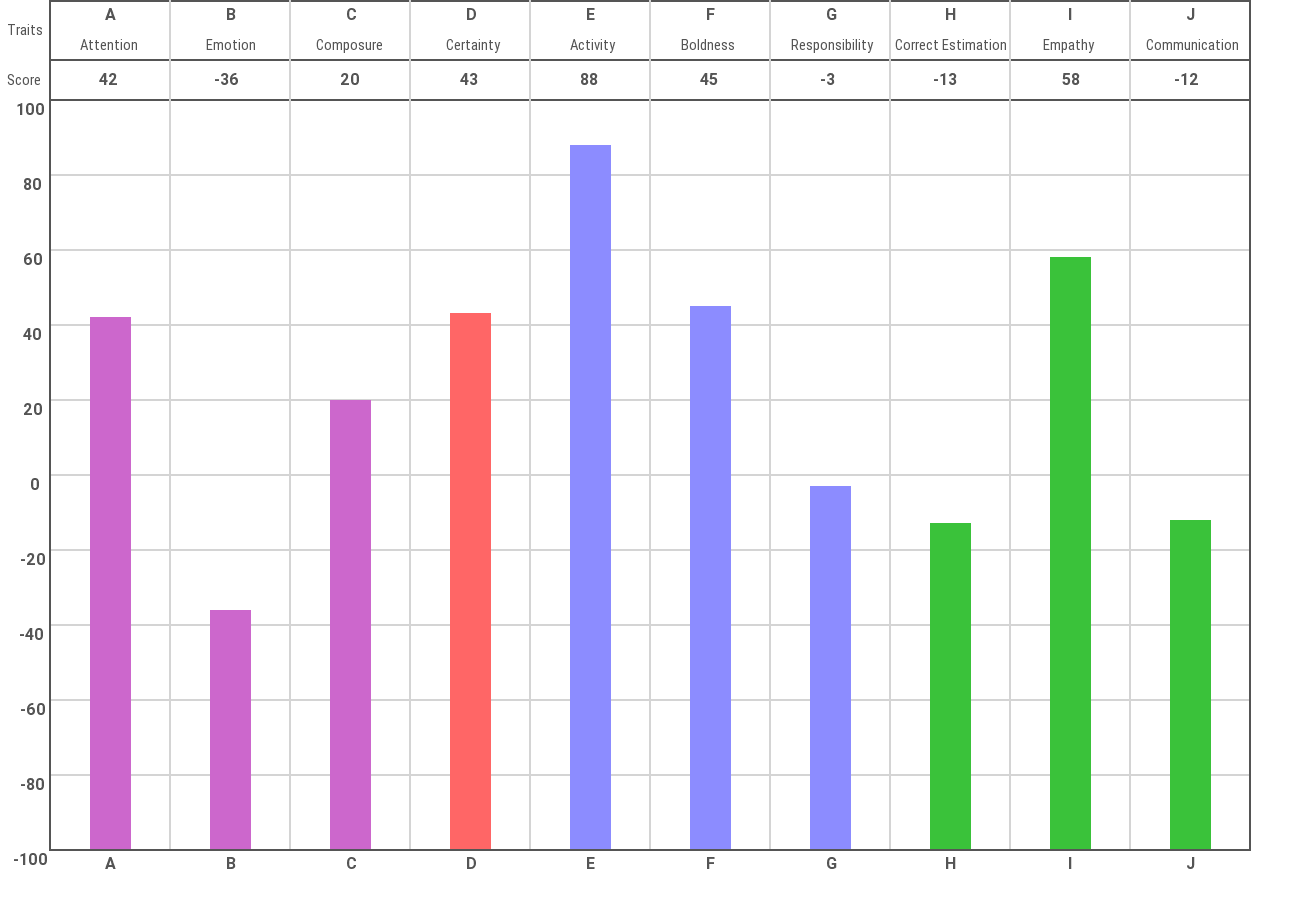 A B C D E F G H I J
Traits
Attention Emotion Composure Certainty Activity Boldness Responsibility Correct Estimation Empathy Communication
Score 42 -36 20 43 88 45 -3 -13 58 -12
100
80
60
40
20
0
-20
-40
-60
-80
-100
A B C D E F G H I J